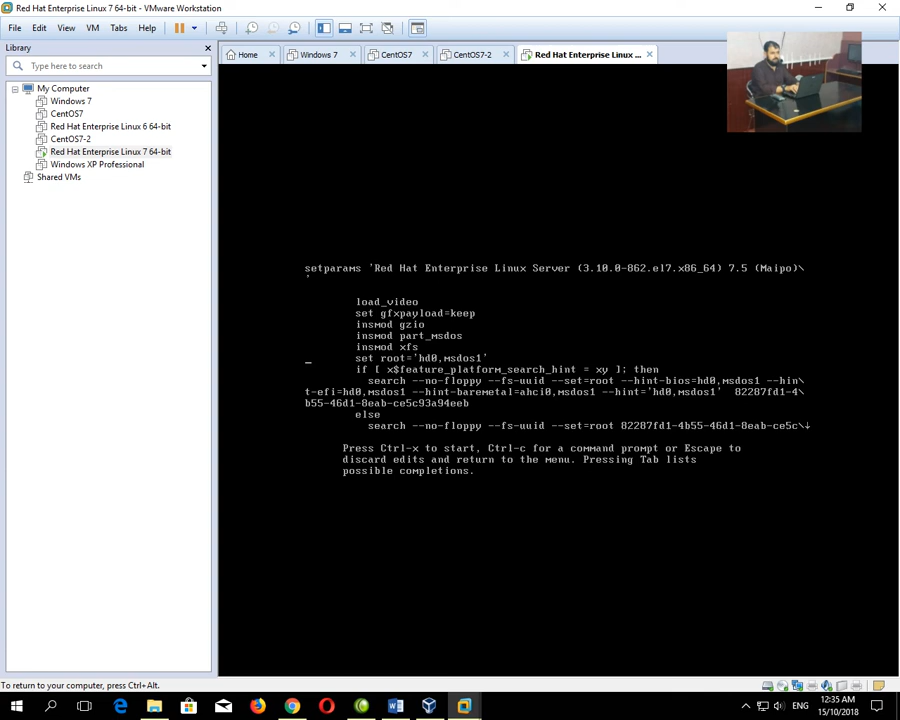 Red Hat Enterprise Linux 7 64-bit - VMware Workstation
File Edit View VM Tabs Help
Library
Type here to search
My Computer
Windows 7
CentOS7
Red Hat Enterprise Linux 6 64-bit
CentOS7-2
Red Hat Enterprise Linux 7 64-bit
Windows XP Professional
Shared VMs
Home Windows 7 CentOS7 CentOS7-2 Red Hat Enterprise Linux ...
setparams 'Red Hat Enterprise Linux Server (3.10.0-862.el7.x86_64) 7.5 (Maipo)\
'
load_video
set gfxpayload=keep
insmod gzio
insmod part_msdos
insmod xfs
set root='hd0,msdos1'
if [ x$feature_platform_search_hint = xy ]; then
search --no-floppy --fs-uuid --set=root --hint-bios=hd0,msdos1 --hin\
t-efi=hd0,msdos1 --hint-baremetal=ahci0,msdos1 --hint='hd0,msdos1'  82287fd1-4\
b55-46d1-8eab-ce5c93a94eeb
else
search --no-floppy --fs-uuid --set=root 82287fd1-4b55-46d1-8eab-ce5c\↓
Press Ctrl-x to start, Ctrl-c for a command prompt or Escape to
discard edits and return to the menu. Pressing Tab lists
possible completions.
To return to your computer, press Ctrl+Alt.
ENG
12:35 AM
15/10/2018